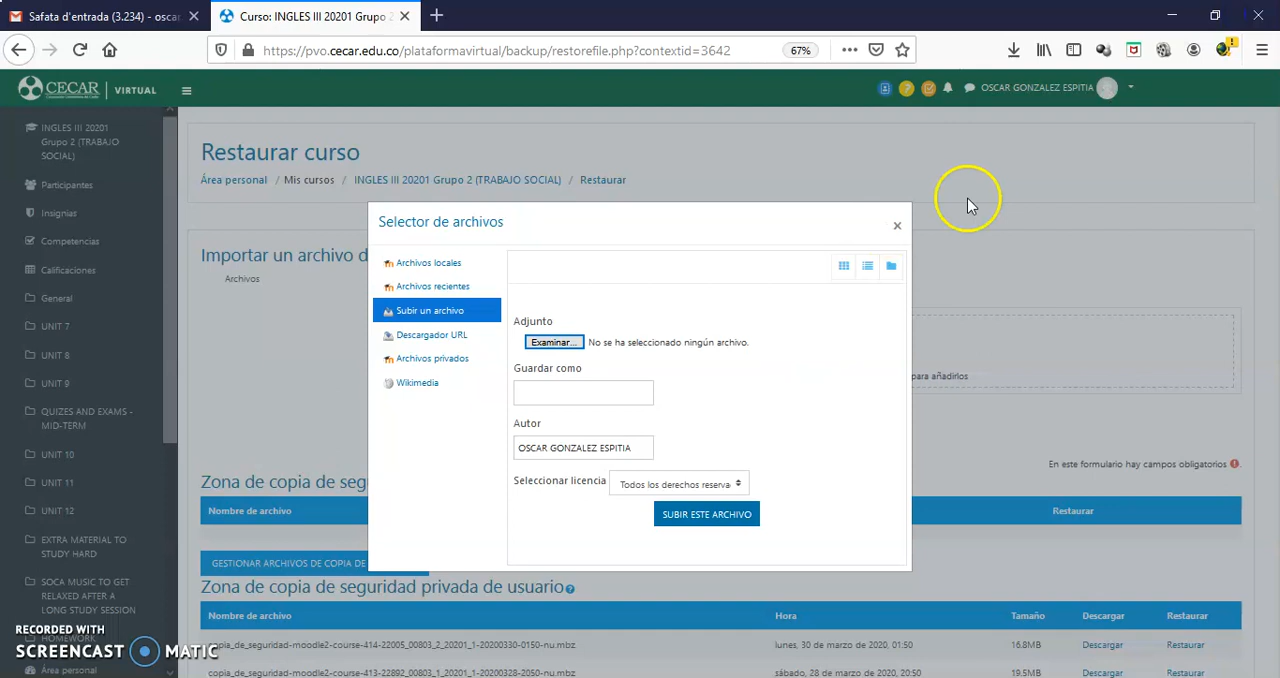 Safata d'entrada (3.234) - oscar
Curso: INGLES III 20201 Grupo 2
https://pvo.cecar.edu.co/plataformavirtual/backup/restorefile.php?contextid=3642
67%
CECAR
VIRTUAL
OSCAR GONZALEZ ESPITIA
INGLES III 20201
Grupo 2 (TRABAJO
SOCIAL)
Participantes
Insignias
Competencias
Calificaciones
General
UNIT 7
UNIT 8
UNIT 9
QUIZES AND EXAMS -
MID-TERM
UNIT 10
UNIT 11
UNIT 12
EXTRA MATERIAL TO
STUDY HARD
SOCA MUSIC TO GET
RELAXED AFTER A
LONG STUDY SESSION
HOMEWORK
Área personal
Restaurar curso
Área personal / Mis cursos / INGLES III 20201 Grupo 2 (TRABAJO SOCIAL) / Restaurar
Importar un archivo d
Archivos
para añadirlos
En este formulario hay campos obligatorios
Selector de archivos
Archivos locales
Archivos recientes
Subir un archivo
Descargador URL
Archivos privados
Wikimedia
Adjunto
Examinar... No se ha seleccionado ningún archivo.
Guardar como
Autor
OSCAR GONZALEZ ESPITIA
Seleccionar licencia Todos los derechos reserva
SUBIR ESTE ARCHIVO
Zona de copia de seg
Nombre de archivo Restaurar
GESTIONAR ARCHIVOS DE COPIA DE
Zona de copia de seguridad privada de usuario
Nombre de archivo Hora Tamaño Descargar Restaurar
copia_de_seguridad-moodle2-course-414-22005_00803_2_20201_1-20200330-0150-nu.mbz lunes, 30 de marzo de 2020, 01:50 16.8MB Descargar Restaurar
copia_de_seguridad-moodle2-course-413-22892_00803_1_20201_1-20200328-2050-nu.mbz sábado, 28 de marzo de 2020, 20:50 19.5MB Descargar Restaurar
RECORDED WITH
SCREENCAST MATIC